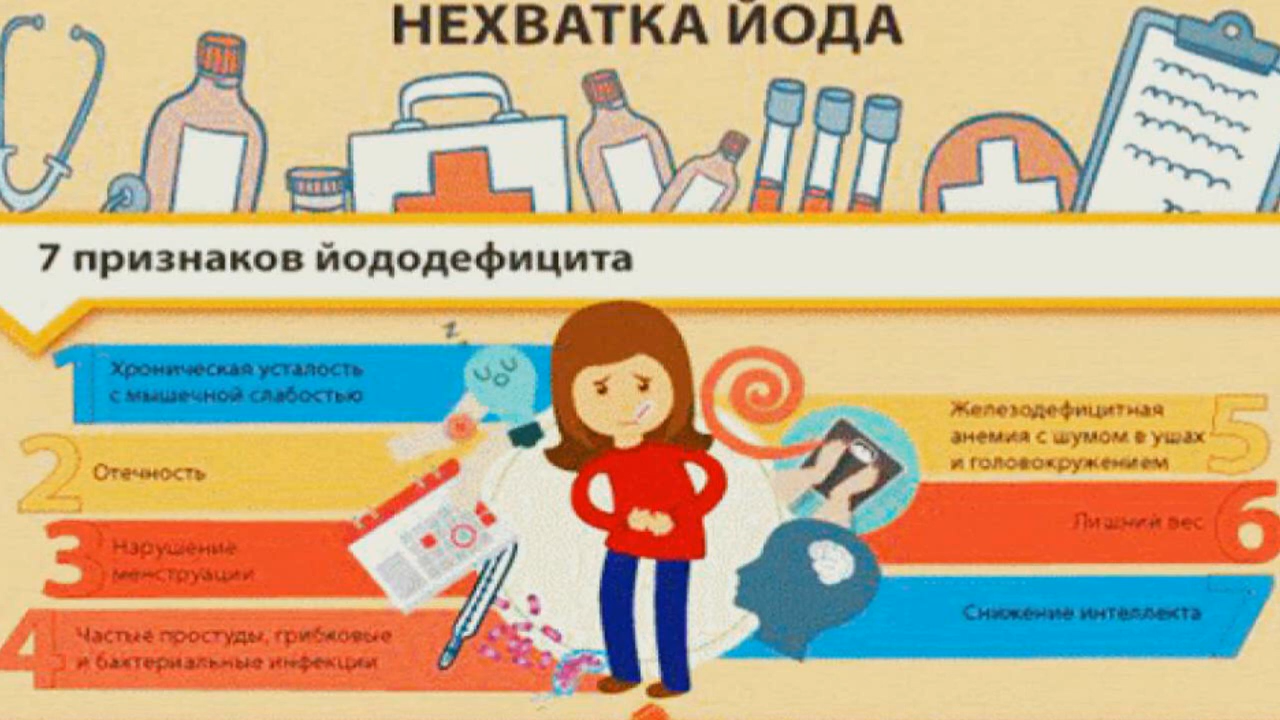 НЕХВАТКА ЙОДА
7 признаков йододефицита
1
Хроническая усталость
с мышечной слабостью
2
Отечность
3
Нарушение
менструации
4
Частые простуды, грибковые
и бактериальные инфекции
Железодефицитная
анемия с шумом в ушах
и головокружением
5
Лишний вес
6
Снижение интеллекта
z